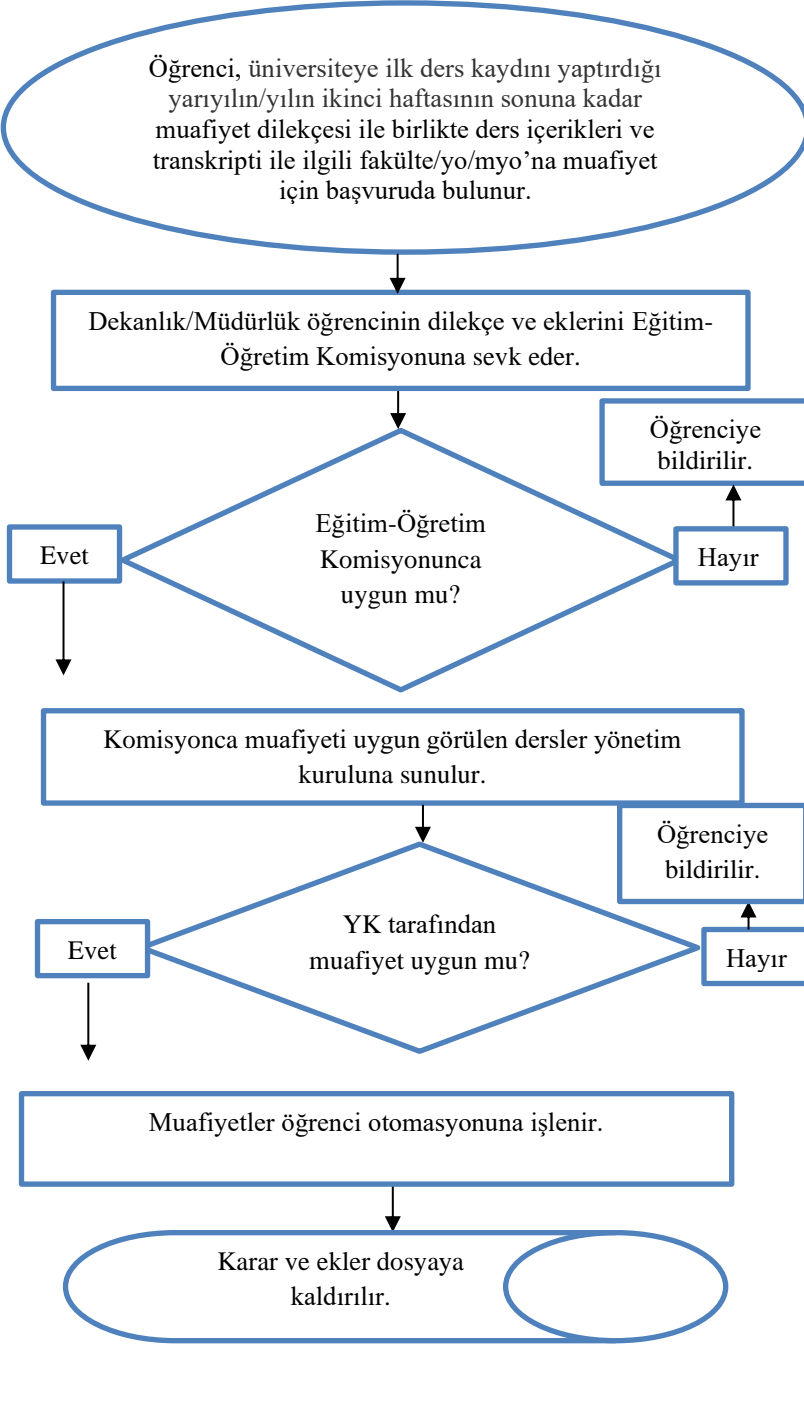 Öğrenci, üniversiteye ilk ders kaydını yaptırdığı
yarıyılın/yılın ikinci haftasının sonuna kadar
muafiyet dilekçesi ile birlikte ders içerikleri ve
transkripti ile ilgili fakülte/yo/myo’na muafiyet
için başvuruda bulunur.
Dekanlık/Müdürlük öğrencinin dilekçe ve eklerini Eğitim-
Öğretim Komisyonuna sevk eder.
Öğrenciye
bildirilir.
Eğitim-Öğretim
Komisyonunca
uygun mu?
Evet
Hayır
Komisyonca muafiyeti uygun görülen dersler yönetim
kuruluna sunulur.
Öğrenciye
bildirilir.
YK tarafından
muafiyet uygun mu?
Evet
Hayır
Muafiyetler öğrenci otomasyonuna işlenir.
Karar ve ekler dosyaya
kaldırılır.